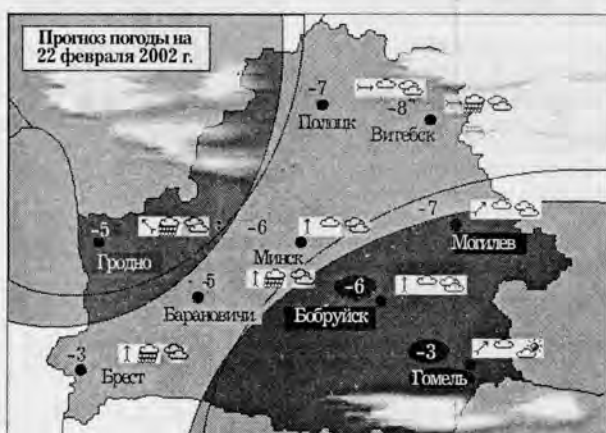 Прогноз погоды на
22 февраля 2002 г.
-7
Полоцк
-8
Витебск
-5
Гродно
-6
Минск
-7
Могилев
-5
Барановичи
-6
Бобруйск
-3
Брест
-3
Гомель